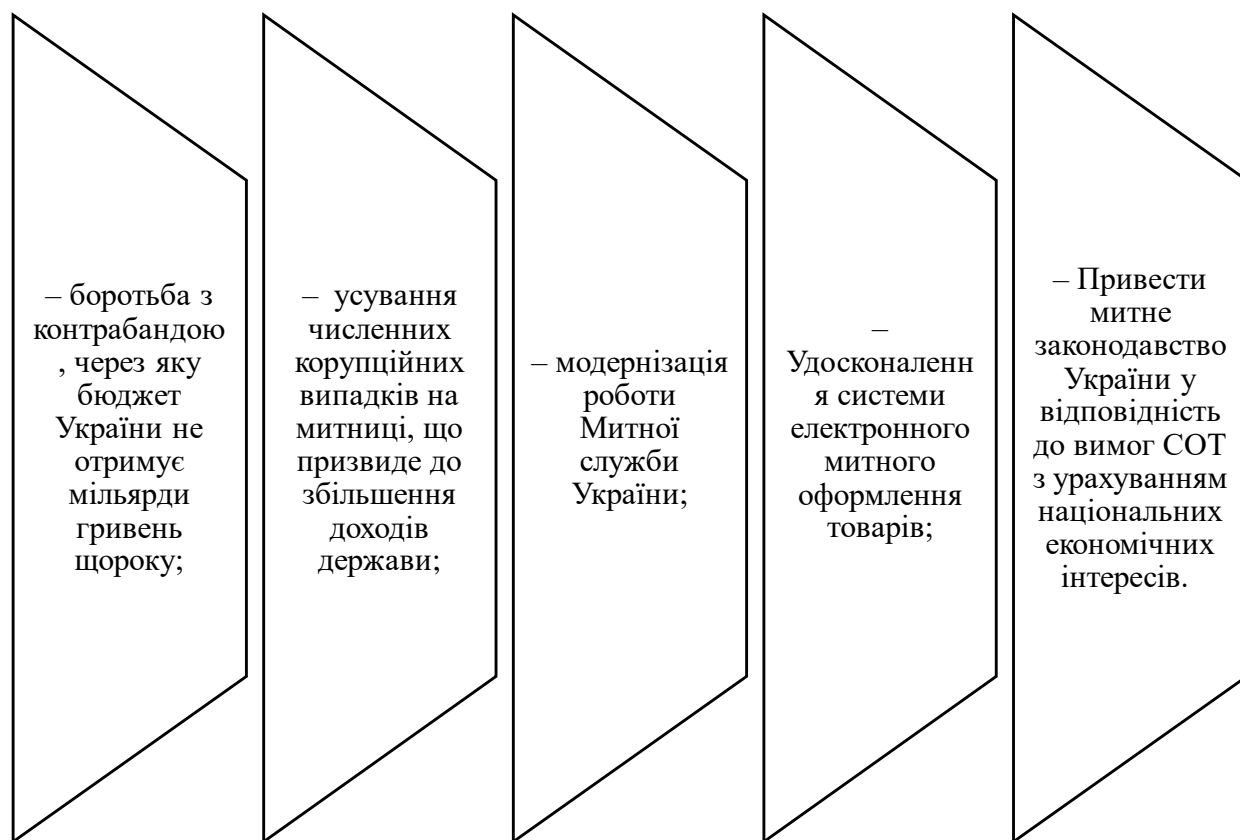 – боротьба з
контрабандою
, через яку
бюджет
України не
отримує
мільярди
гривень
щороку;
– усування
численних
корупційних
випадків на
митниці, що
призвиде до
збільшення
доходів
держави;
– модернізація
роботи
Митної
служби
України;
–
Удосконаленн
я системи
електронного
митного
оформлення
товарів;
– Привести
митне
законодавство
України у
відповідність
до вимог СОТ
з урахуванням
національних
економічних
інтересів.